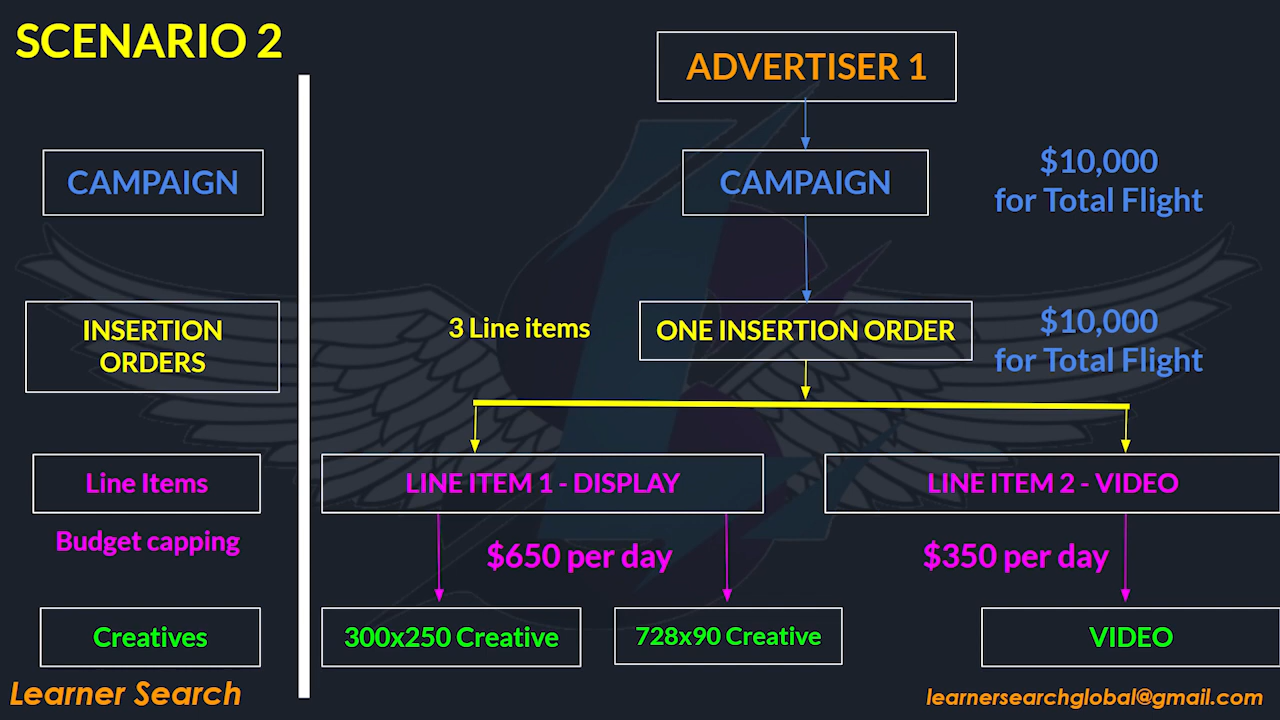 SCENARIO 2
ADVERTISER 1
CAMPAIGN
CAMPAIGN
$10,000
for Total Flight
INSERTION
ORDERS
3 Line items
ONE INSERTION ORDER
$10,000
for Total Flight
Line Items
LINE ITEM 1 - DISPLAY
LINE ITEM 2 - VIDEO
Budget capping
$650 per day
$350 per day
Creatives
300x250 Creative
728x90 Creative
VIDEO
Learner Search
learnersearchglobal@gmail.com